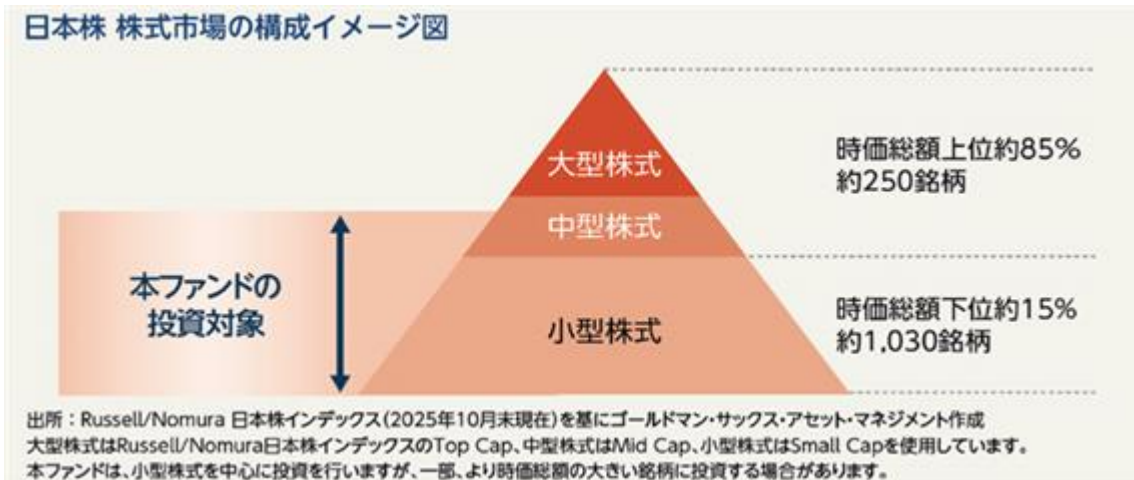 日本株 株式市場の構成イメージ図
大型株式
時価総額上位約85%
約250銘柄
中型株式
本ファンドの
投資対象
小型株式
時価総額下位約15%
約1,030銘柄
出所：Russell/Nomura 日本株インデックス(2025年10月末現在)を基にゴールドマン・サックス・アセット・マネジメント作成
大型株式はRussell/Nomura日本株インデックスのTop Cap、中型株式はMid Cap、小型株式はSmall Capを使用しています。
本ファンドは、小型株式を中心に投資を行いますが、一部、より時価総額の大きい銘柄に投資する場合があります。